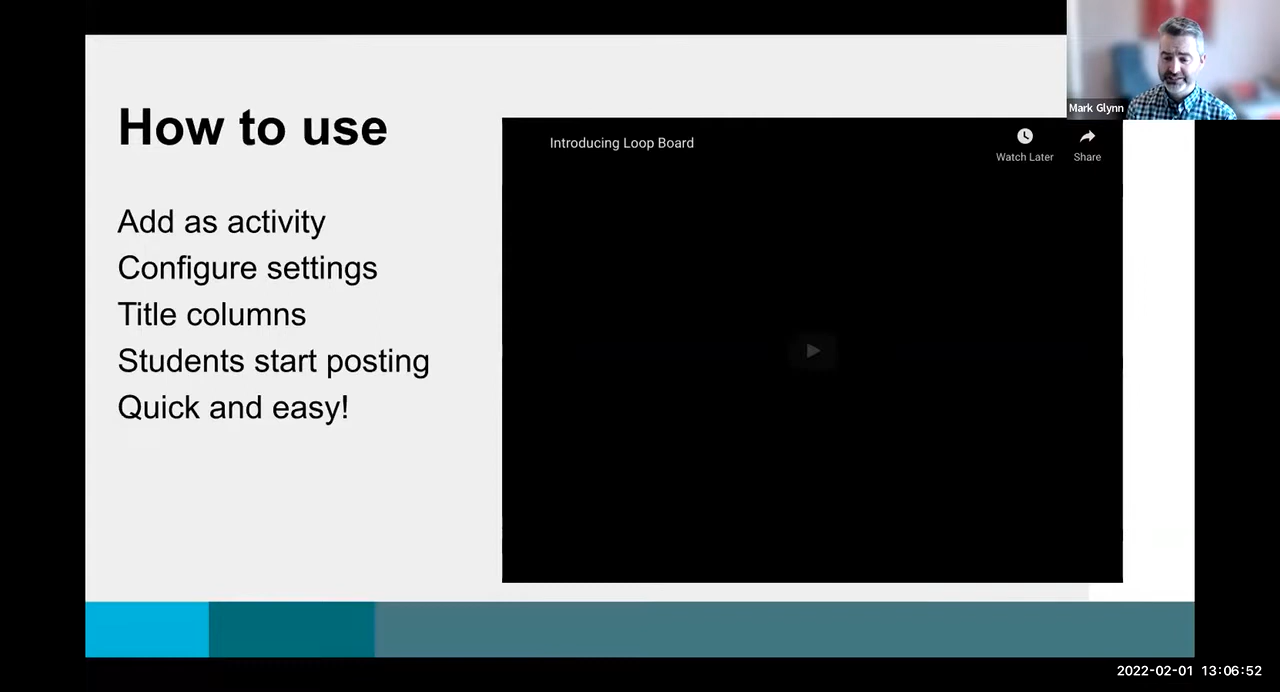 How to use
Add as activity
Configure settings
Title columns
Students start posting
Quick and easy!
Introducing Loop Board
Watch Later
Share
Mark Glynn
2022-02-01 13:06:52